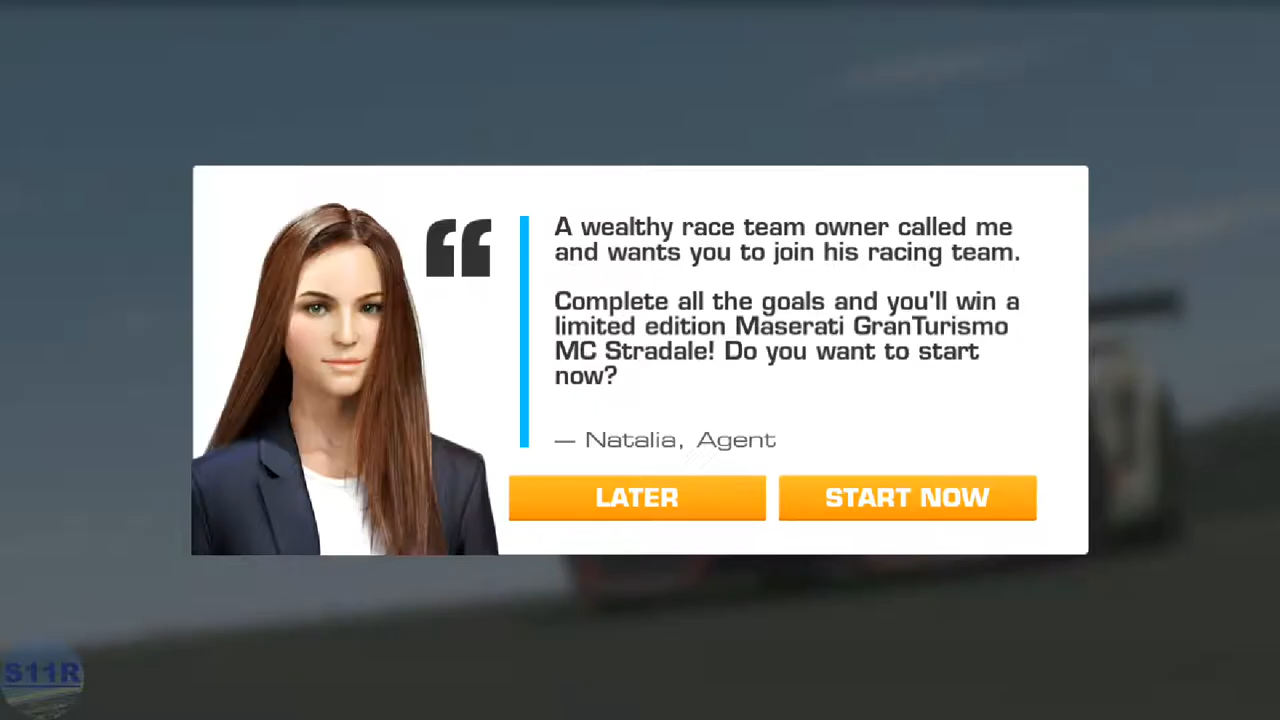 A wealthy race team owner called me
and wants you to join his racing team.
Complete all the goals and you'll win a
limited edition Maserati GranTurismo
MC Stradale! Do you want to start
now?
— Natalia, Agent
LATER
START NOW
S11R